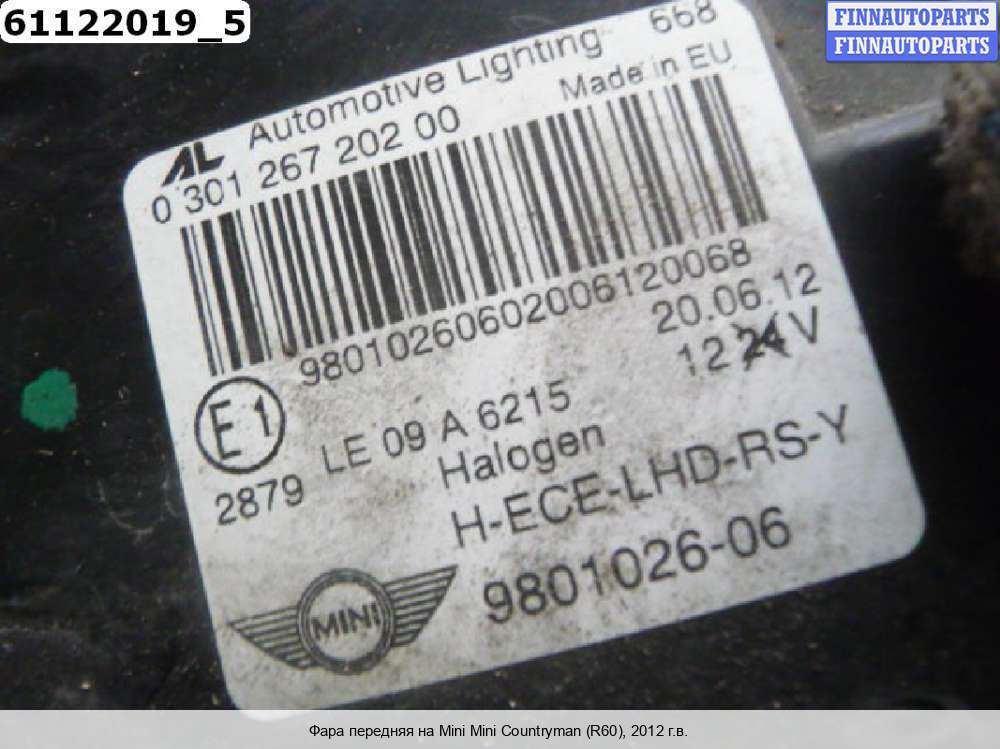 61122019_5
FINNAUTOPARTS
FINNAUTOPARTS
668
AL Automotive Lighting
Made in EU
0 301 267 202 00
98010260602006120068
20.06.12
12 24 V
E1
LE 09 A 6215
2879
Halogen
H-ECE-LHD-RS-Y
MINI
9801026-06
Фара передняя на Mini Mini Countryman (R60), 2012 г.в.